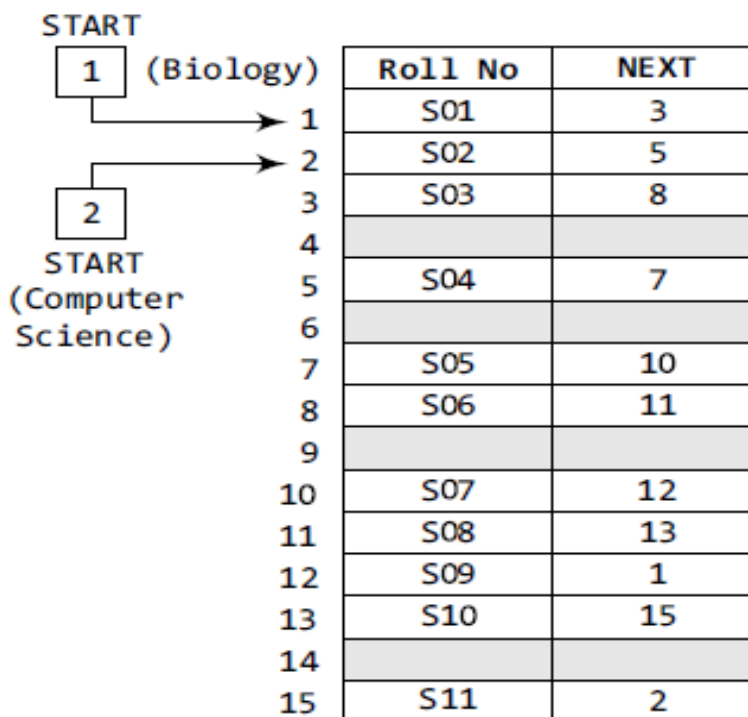 START
1 (Biology)
2
START
(Computer
Science)
Roll No NEXT
1 S01 3
2 S02 5
3 S03 8
4
5 S04 7
6
7 S05 10
8 S06 11
9
10 S07 12
11 S08 13
12 S09 1
13 S10 15
14
15 S11 2